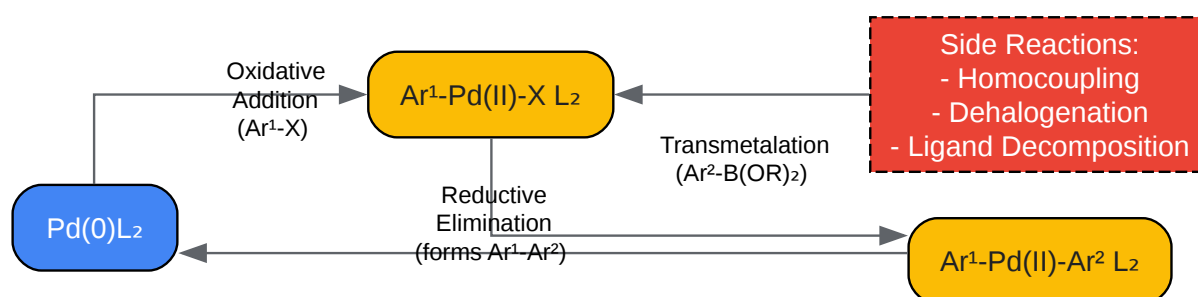 Oxidative
Addition
(Ar¹-X)
Ar¹-Pd(II)-X L₂
Side Reactions:
- Homocoupling
- Dehalogenation
- Ligand Decomposition
Transmetalation
(Ar²-B(OR)₂)
Reductive
Elimination
(forms Ar¹-Ar²)
Pd(0)L₂
Ar¹-Pd(II)-Ar² L₂